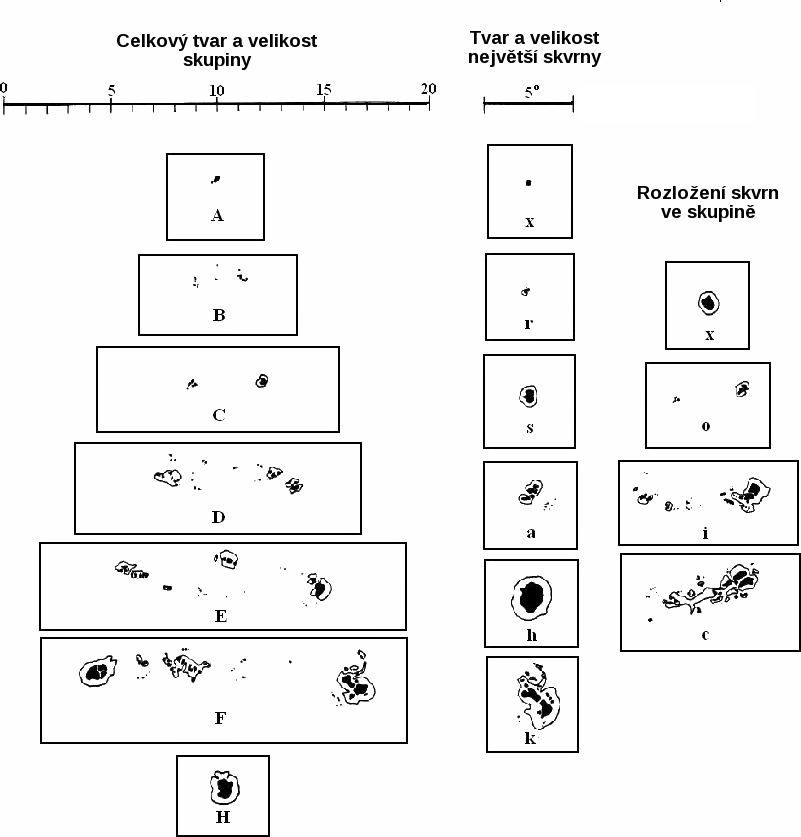 Celkový tvar a velikost
skupiny
0 5 10 15 20
A
B
C
D
E
F
H
Tvar a velikost
největší skvrny
5°
x
r
s
a
h
k
Rozložení skvrn
ve skupině
x
o
i
c